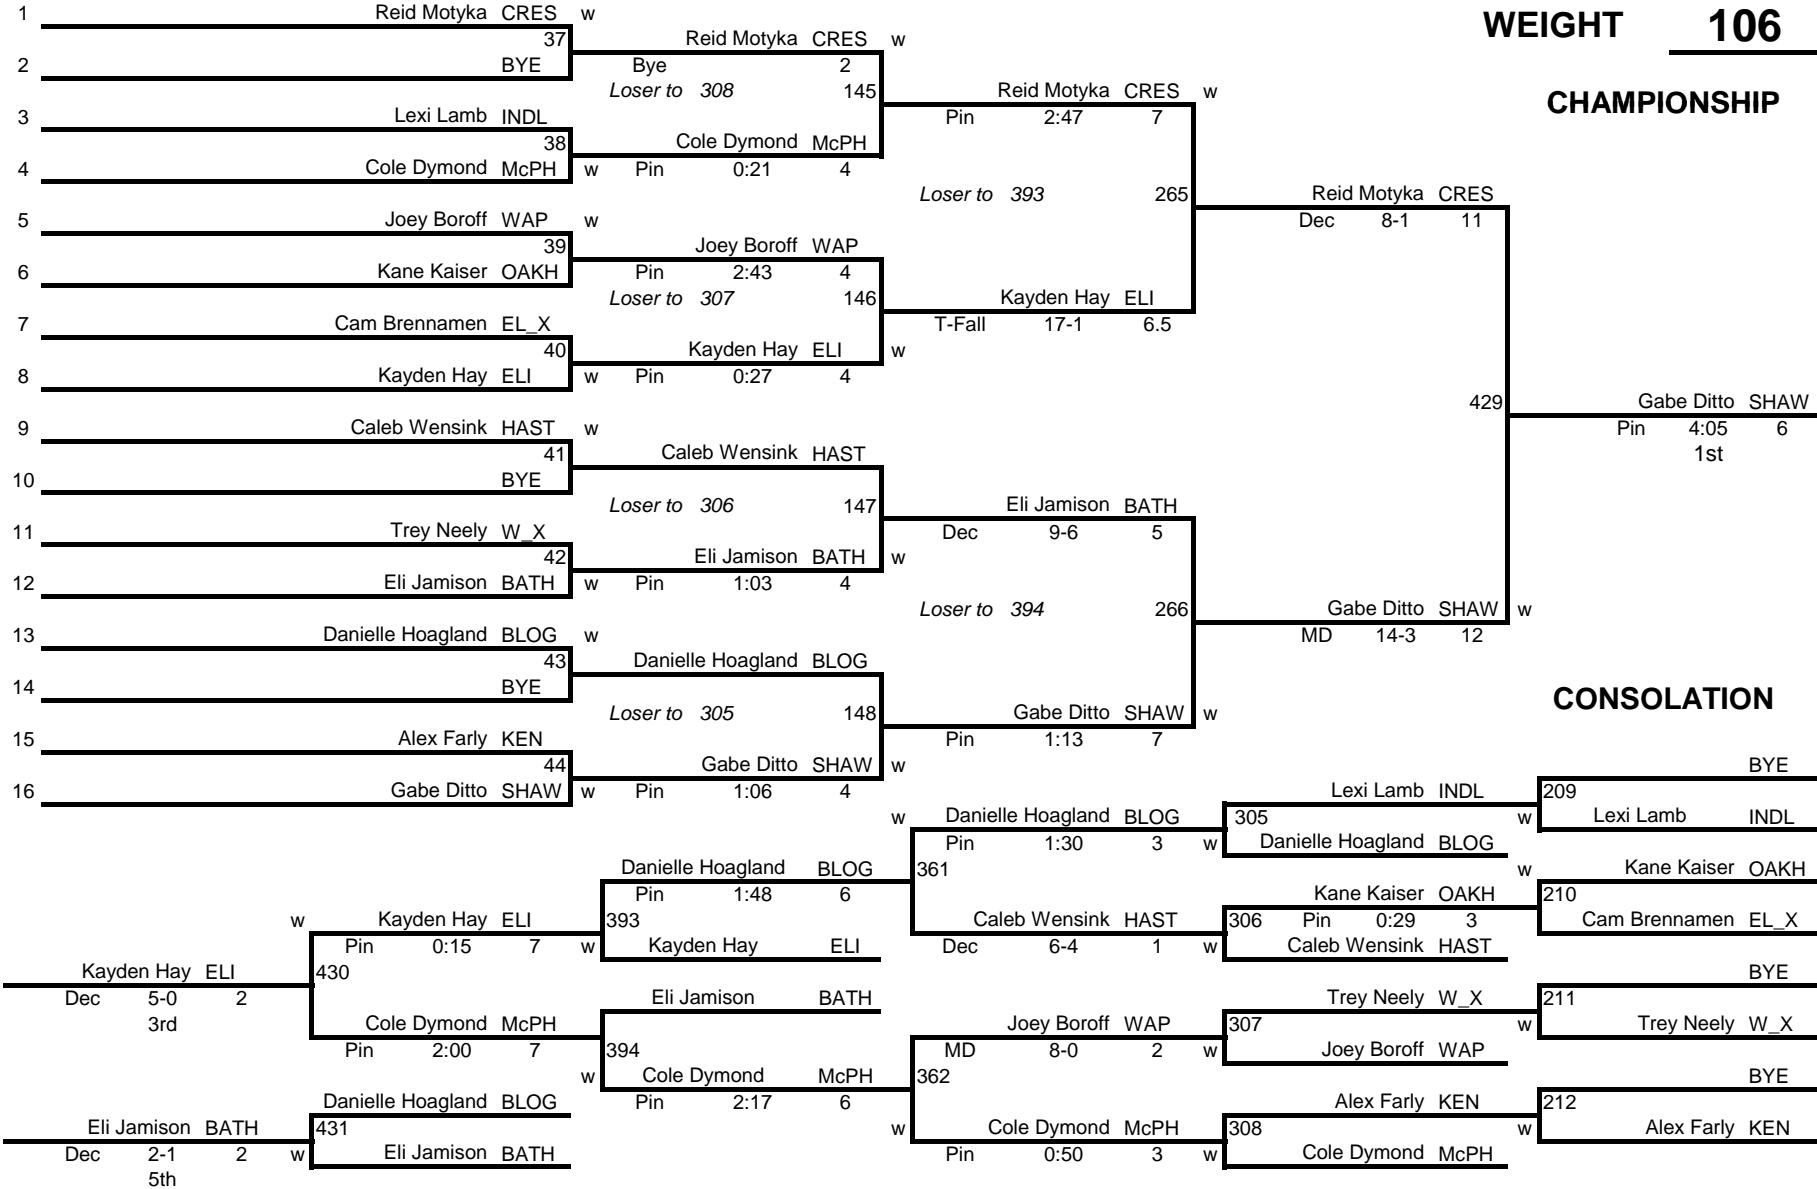 1 Reid Motyka CRES w WEIGHT 106
37 Reid Motyka CRES w
2 BYE Bye 2
Loser to 308 145 Reid Motyka CRES w CHAMPIONSHIP
3 Lexi Lamb INDL Pin 2:47 7
38 Cole Dymond McPH
4 Cole Dymond McPH w Pin 0:21 4
Loser to 393 265 Reid Motyka CRES
5 Joey Boroff WAP w Dec 8-1 11
39 Joey Boroff WAP
6 Kane Kaiser OAKH Pin 2:43 4
Loser to 307 146 Kayden Hay ELI
7 Cam Brennamen EL_X T-Fall 17-1 6.5
40 Kayden Hay ELI w
8 Kayden Hay ELI w Pin 0:27 4
429 Gabe Ditto SHAW
9 Caleb Wensink HAST w Pin 4:05 6
41 Caleb Wensink HAST 1st
10 BYE
Loser to 306 147 Eli Jamison BATH
11 Trey Neely W_X Dec 9-6 5
42 Eli Jamison BATH w
12 Eli Jamison BATH w Pin 1:03 4
Loser to 394 266 Gabe Ditto SHAW w
13 Danielle Hoagland BLOG w MD 14-3 12
43 Danielle Hoagland BLOG
14 BYE CONSOLATION
Loser to 305 148 Gabe Ditto SHAW w
15 Alex Farly KEN Pin 1:13 7
44 Gabe Ditto SHAW w BYE
16 Gabe Ditto SHAW w Pin 1:06 4 Lexi Lamb INDL 209
w Danielle Hoagland BLOG 305 w Lexi Lamb INDL
Pin 1:30 3 w Danielle Hoagland BLOG
Danielle Hoagland BLOG 361 w Kane Kaiser OAKH
Pin 1:48 6 Kane Kaiser OAKH 210
w Kayden Hay ELI 393 Caleb Wensink HAST 306 Pin 0:29 3 Cam Brennamen EL_X
Pin 0:15 7 w Kayden Hay ELI Dec 6-4 1 w Caleb Wensink HAST
Kayden Hay ELI 430 BYE
Dec 5-0 2 Eli Jamison BATH Trey Neely W_X 211
3rd Cole Dymond McPH Joey Boroff WAP 307 w Trey Neely W_X
Pin 2:00 7 394 MD 8-0 2 w Joey Boroff WAP
w Cole Dymond McPH 362 BYE
Danielle Hoagland BLOG Pin 2:17 6 Alex Farly KEN 212
Eli Jamison BATH 431 w Cole Dymond McPH 308 w Alex Farly KEN
Dec 2-1 2 w Eli Jamison BATH Pin 0:50 3 w Cole Dymond McPH
5th